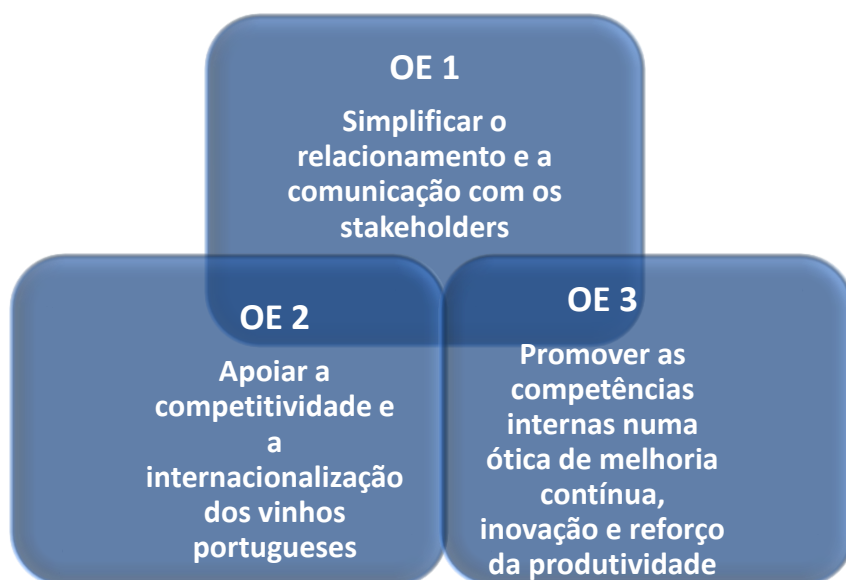 OE 1
Simplificar o
relacionamento e a
comunicação com os
stakeholders
OE 2
Apoiar a
competitividade e
a
internacionalização
dos vinhos
portugueses
OE 3
Promover as
competências
internas numa
ótica de melhoria
contínua,
inovação e reforço
da produtividade